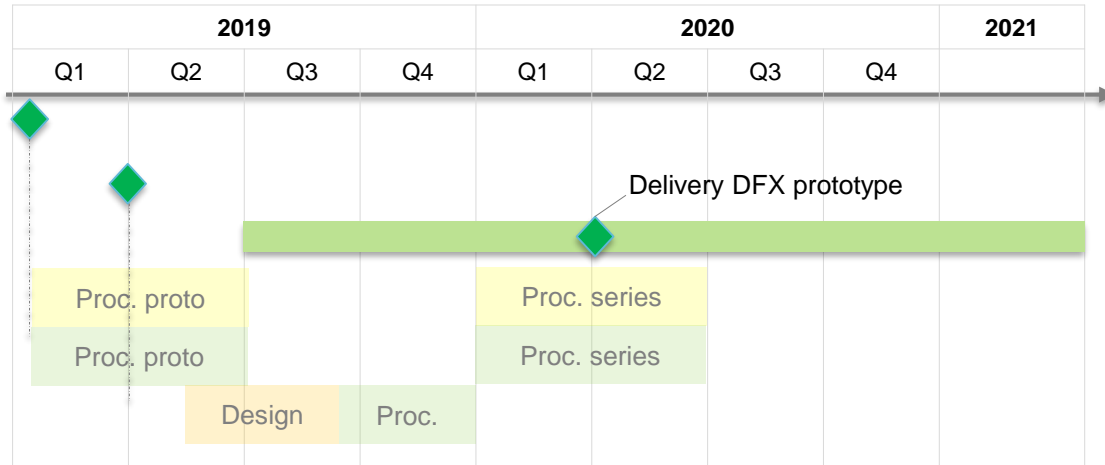 2019 2020 2021
Q1 Q2 Q3 Q4 Q1 Q2 Q3 Q4
Delivery DFX prototype
Proc. proto Proc. series
Proc. proto Proc. series
Design Proc.